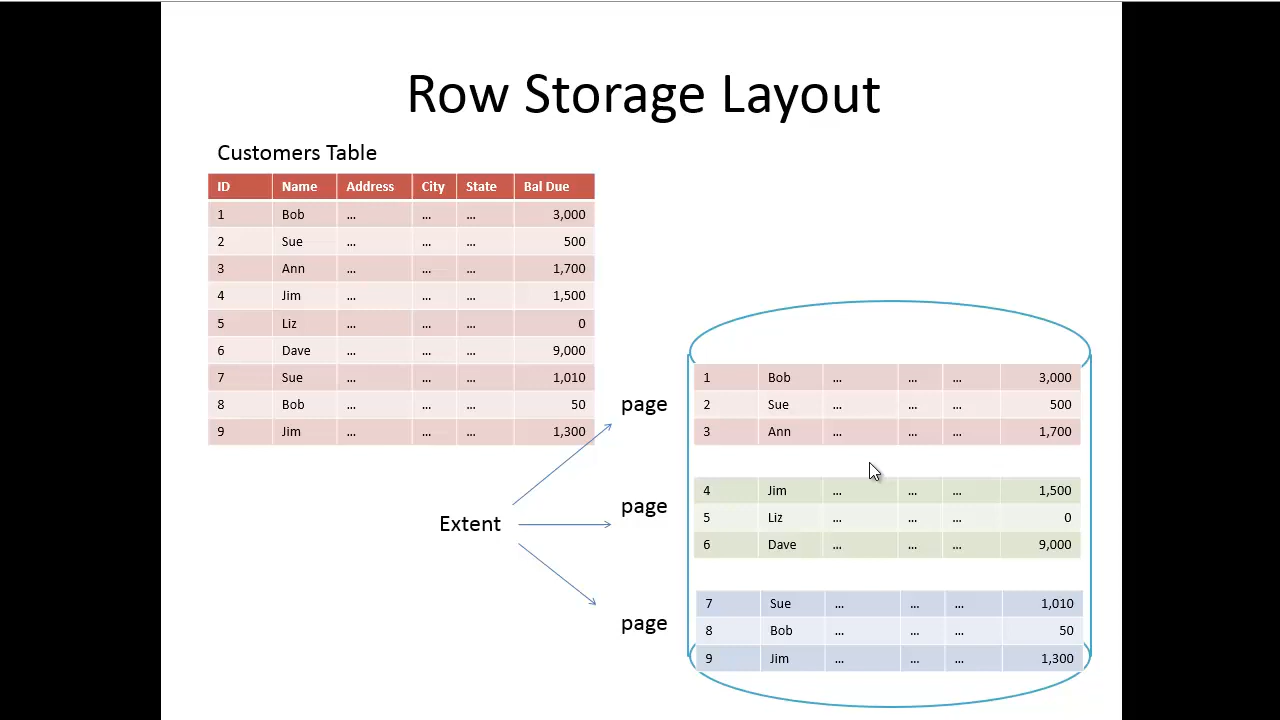 Row Storage Layout
Customers Table
ID Name Address City State Bal Due
1 Bob ... ... ... 3,000
2 Sue ... ... ... 500
3 Ann ... ... ... 1,700
4 Jim ... ... ... 1,500
5 Liz ... ... ... 0
6 Dave ... ... ... 9,000
7 Sue ... ... ... 1,010
8 Bob ... ... ... 50
9 Jim ... ... ... 1,300
Extent
page
1 Bob ... ... ... 3,000
2 Sue ... ... ... 500
3 Ann ... ... ... 1,700
page
4 Jim ... ... ... 1,500
5 Liz ... ... ... 0
6 Dave ... ... ... 9,000
page
7 Sue ... ... ... 1,010
8 Bob ... ... ... 50
9 Jim ... ... ... 1,300